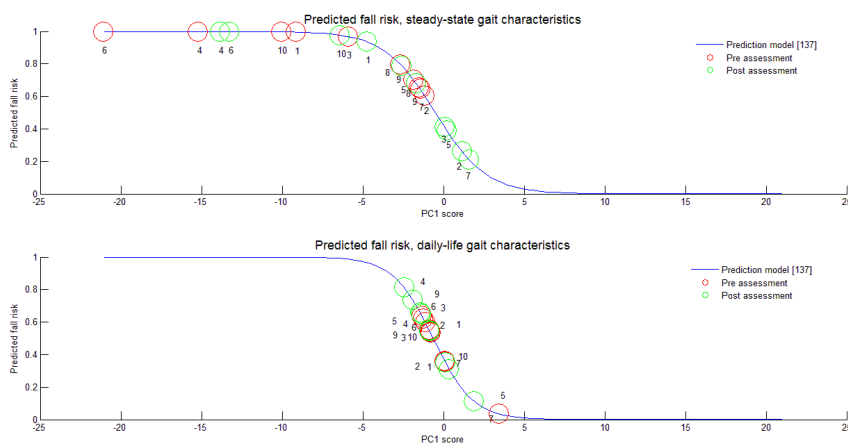 Predicted fall risk, steady-state gait characteristics
Predicted fall risk
1
0.8
0.6
0.4
0.2
0
6
4
4 6
10 1
10 3
1
8
9
5
8
9
7
2
3
5
2
7
Prediction model [137]
Pre assessment
Post assessment
-25 -20 -15 -10 -5 0 5 10 15 20 25
PC1 score
Predicted fall risk, daily-life gait characteristics
Predicted fall risk
1
0.8
0.6
0.4
0.2
0
4
9
6 3
5 4 2 1
6
9 3 10
10
2 1 7
5
7
Prediction model [137]
Pre assessment
Post assessment
-25 -20 -15 -10 -5 0 5 10 15 20 25
PC1 score